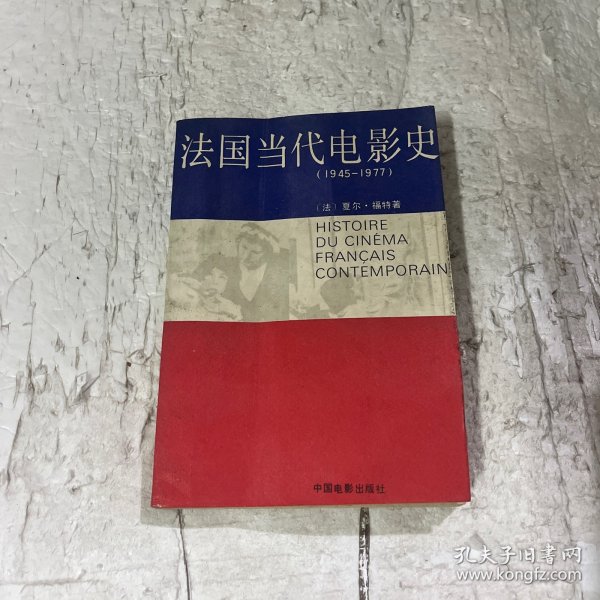 法国当代电影史
(1945-1977)
〔法〕夏尔·福特著
HISTOIRE
DU CINÉMA
FRANÇAIS
CONTEMPORAIN
中国电影出版社
孔夫子旧书网
www.kongfz.com